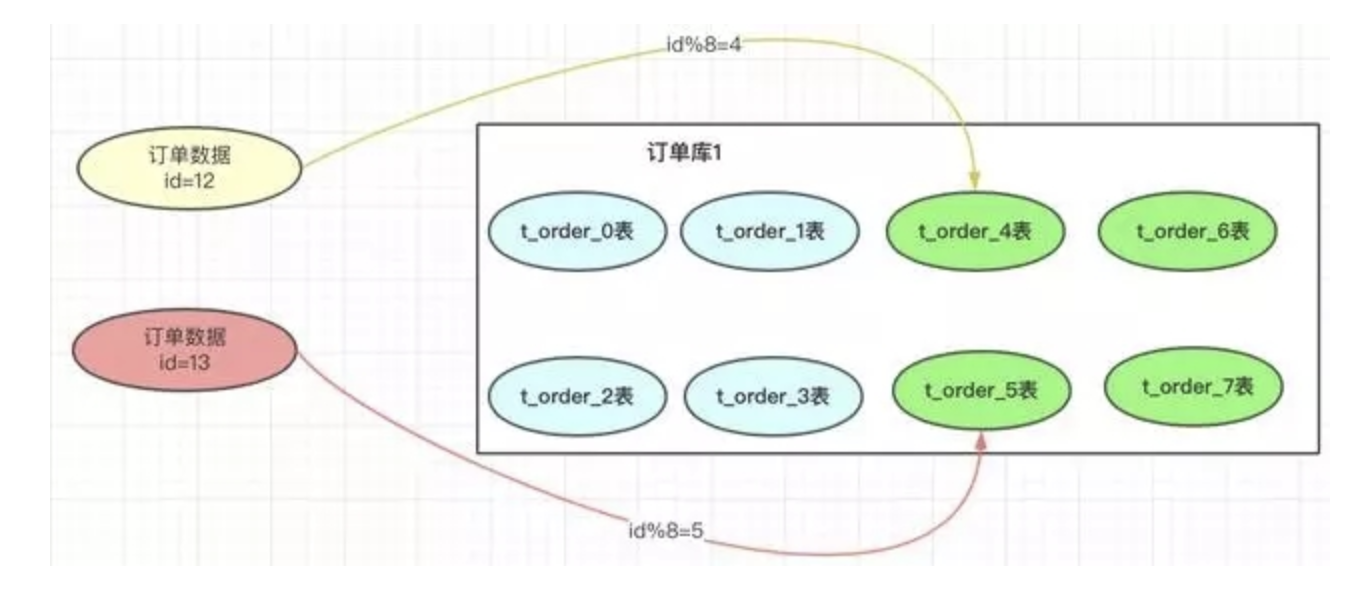 id%8=4
订单数据
id=12
订单库1
t_order_0表
t_order_1表
t_order_4表
t_order_6表
订单数据
id=13
t_order_2表
t_order_3表
t_order_5表
t_order_7表
id%8=5